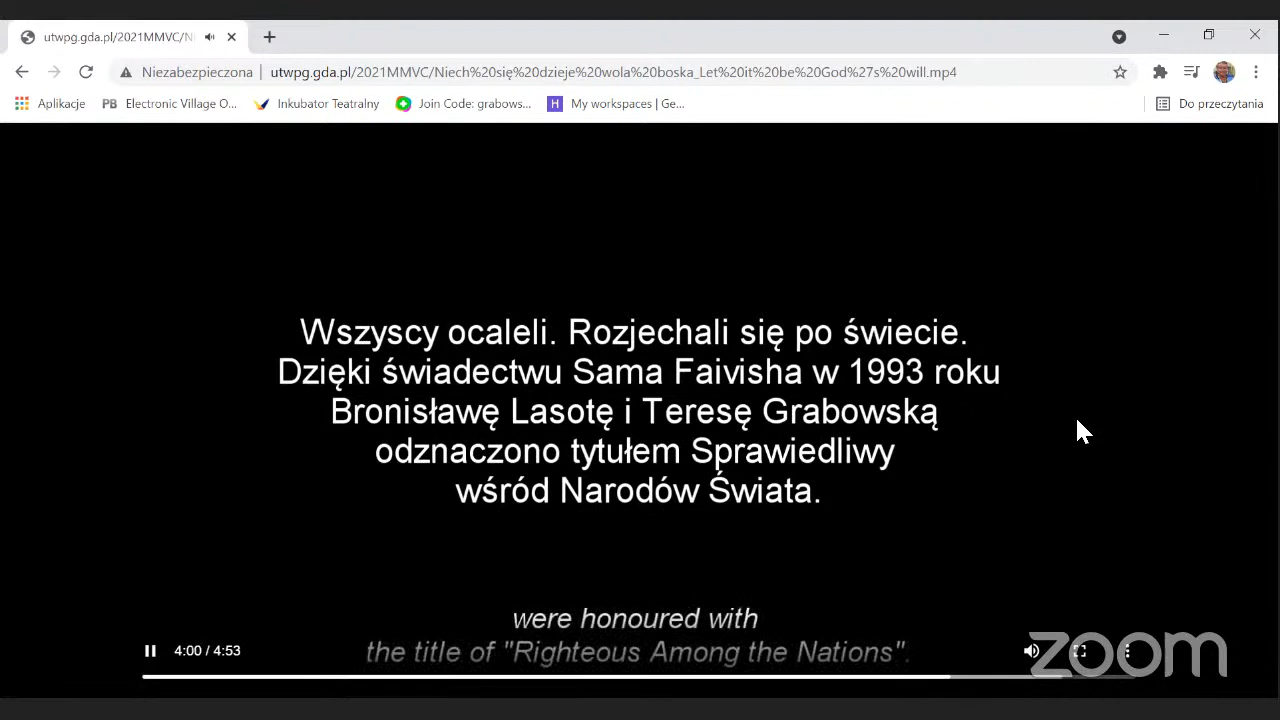 utwpg.gda.pl/2021MMVC/Ni
Niezabezpieczona
utwpg.gda.pl/2021MMVC/Niech%20się%20dzieje%20wola%20boska_Let%20it%20be%20God%27s%20will.mp4
Aplikacje
PB Electronic Village O...
Inkubator Teatralny
Join Czde: grabows...
H My workspaces | Ge...
Do przeczytania
Wszyscy ocaleli. Rozjechali się po świecie.
Dzięki świadectwu Sama Faivisha w 1993 roku
Bronisławę Lasotę i Teresę Grabowską
odznaczono tytułem Sprawiedliwy
wśród Narodów Świata.
were honoured with
the title of "Righteous Among the Nations".
4:00 / 4:53
zoom